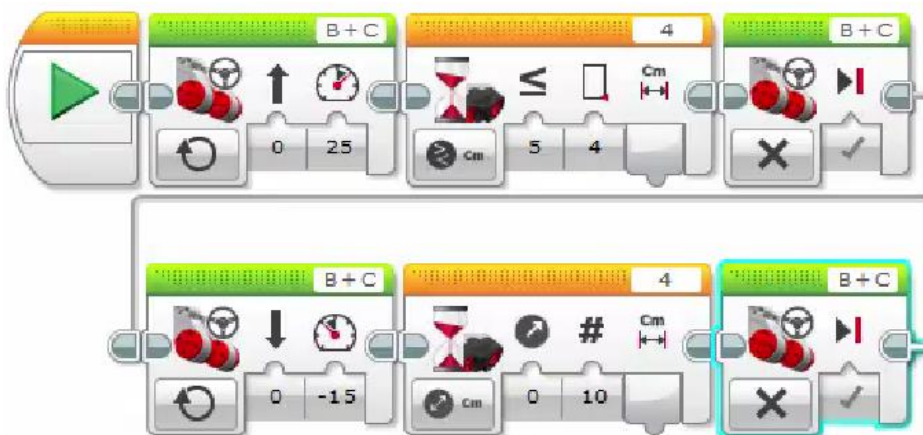 B + C 4 B + C
≤ Cm
Cm 0 25 5 4
B + C 4 B + C
# Cm
Cm 0 -15 0 10